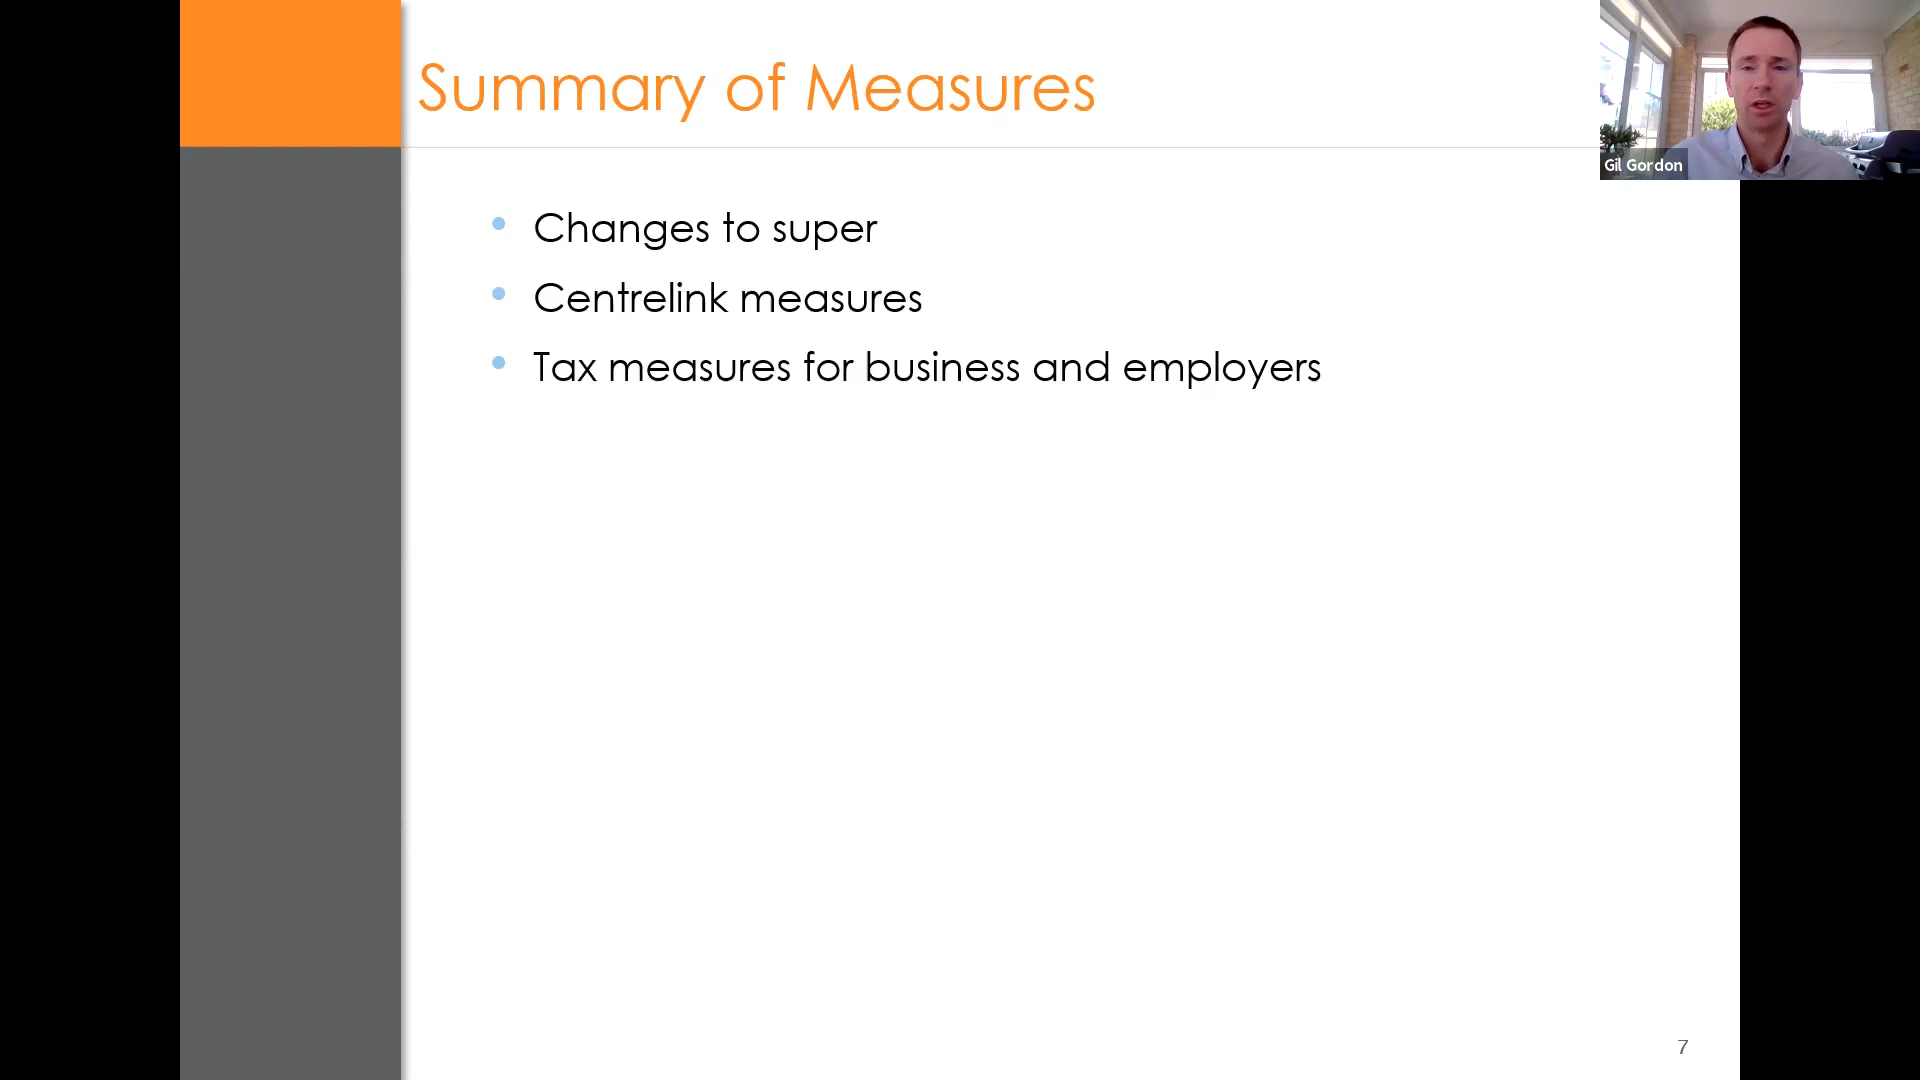 Summary of Measures
Gil Gordon
Changes to super
Centrelink measures
Tax measures for business and employers
7